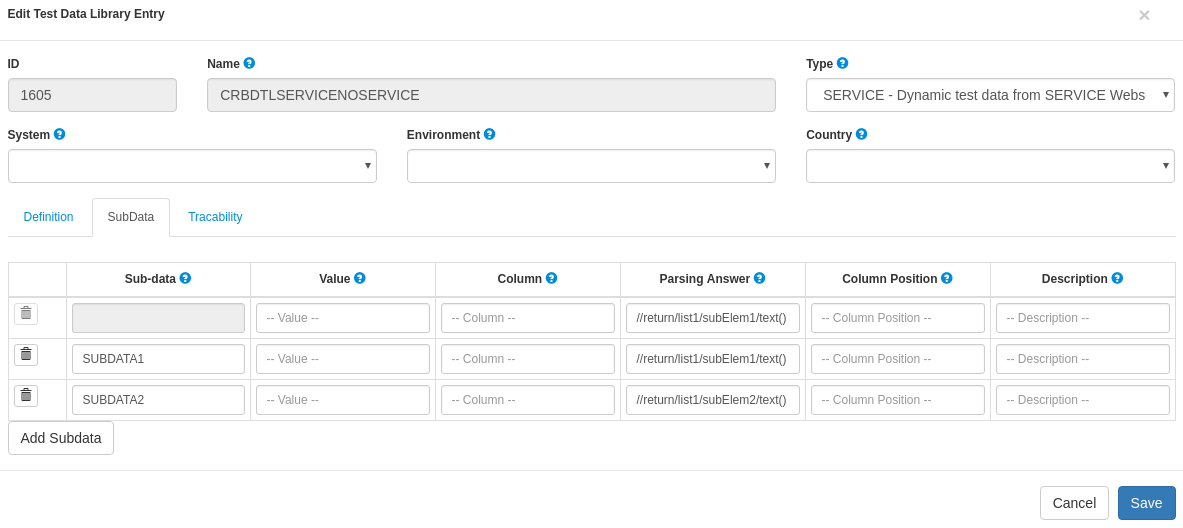 Edit Test Data Library Entry ×
ID Name Type
1605 CRBDTLSERVICENOSERVICE SERVICE - Dynamic test data from SERVICE Webs
System Environment Country
Definition SubData Tracability
Sub-data Value Column Parsing Answer Column Position Description
-- Value -- -- Column -- //return/list1/subElem1/text() -- Column Position -- -- Description --
SUBDATA1 -- Value -- -- Column -- //return/list1/subElem1/text() -- Column Position -- -- Description --
SUBDATA2 -- Value -- -- Column -- //return/list1/subElem2/text() -- Column Position -- -- Description --
Add Subdata
Cancel Save